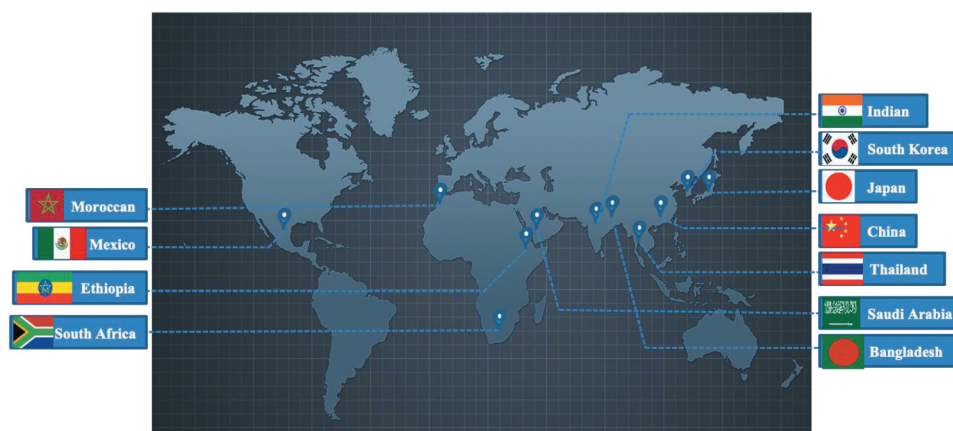 Moroccan
Mexico
Ethiopia
South Africa
Indian
South Korea
Japan
China
Thailand
Saudi Arabia
Bangladesh